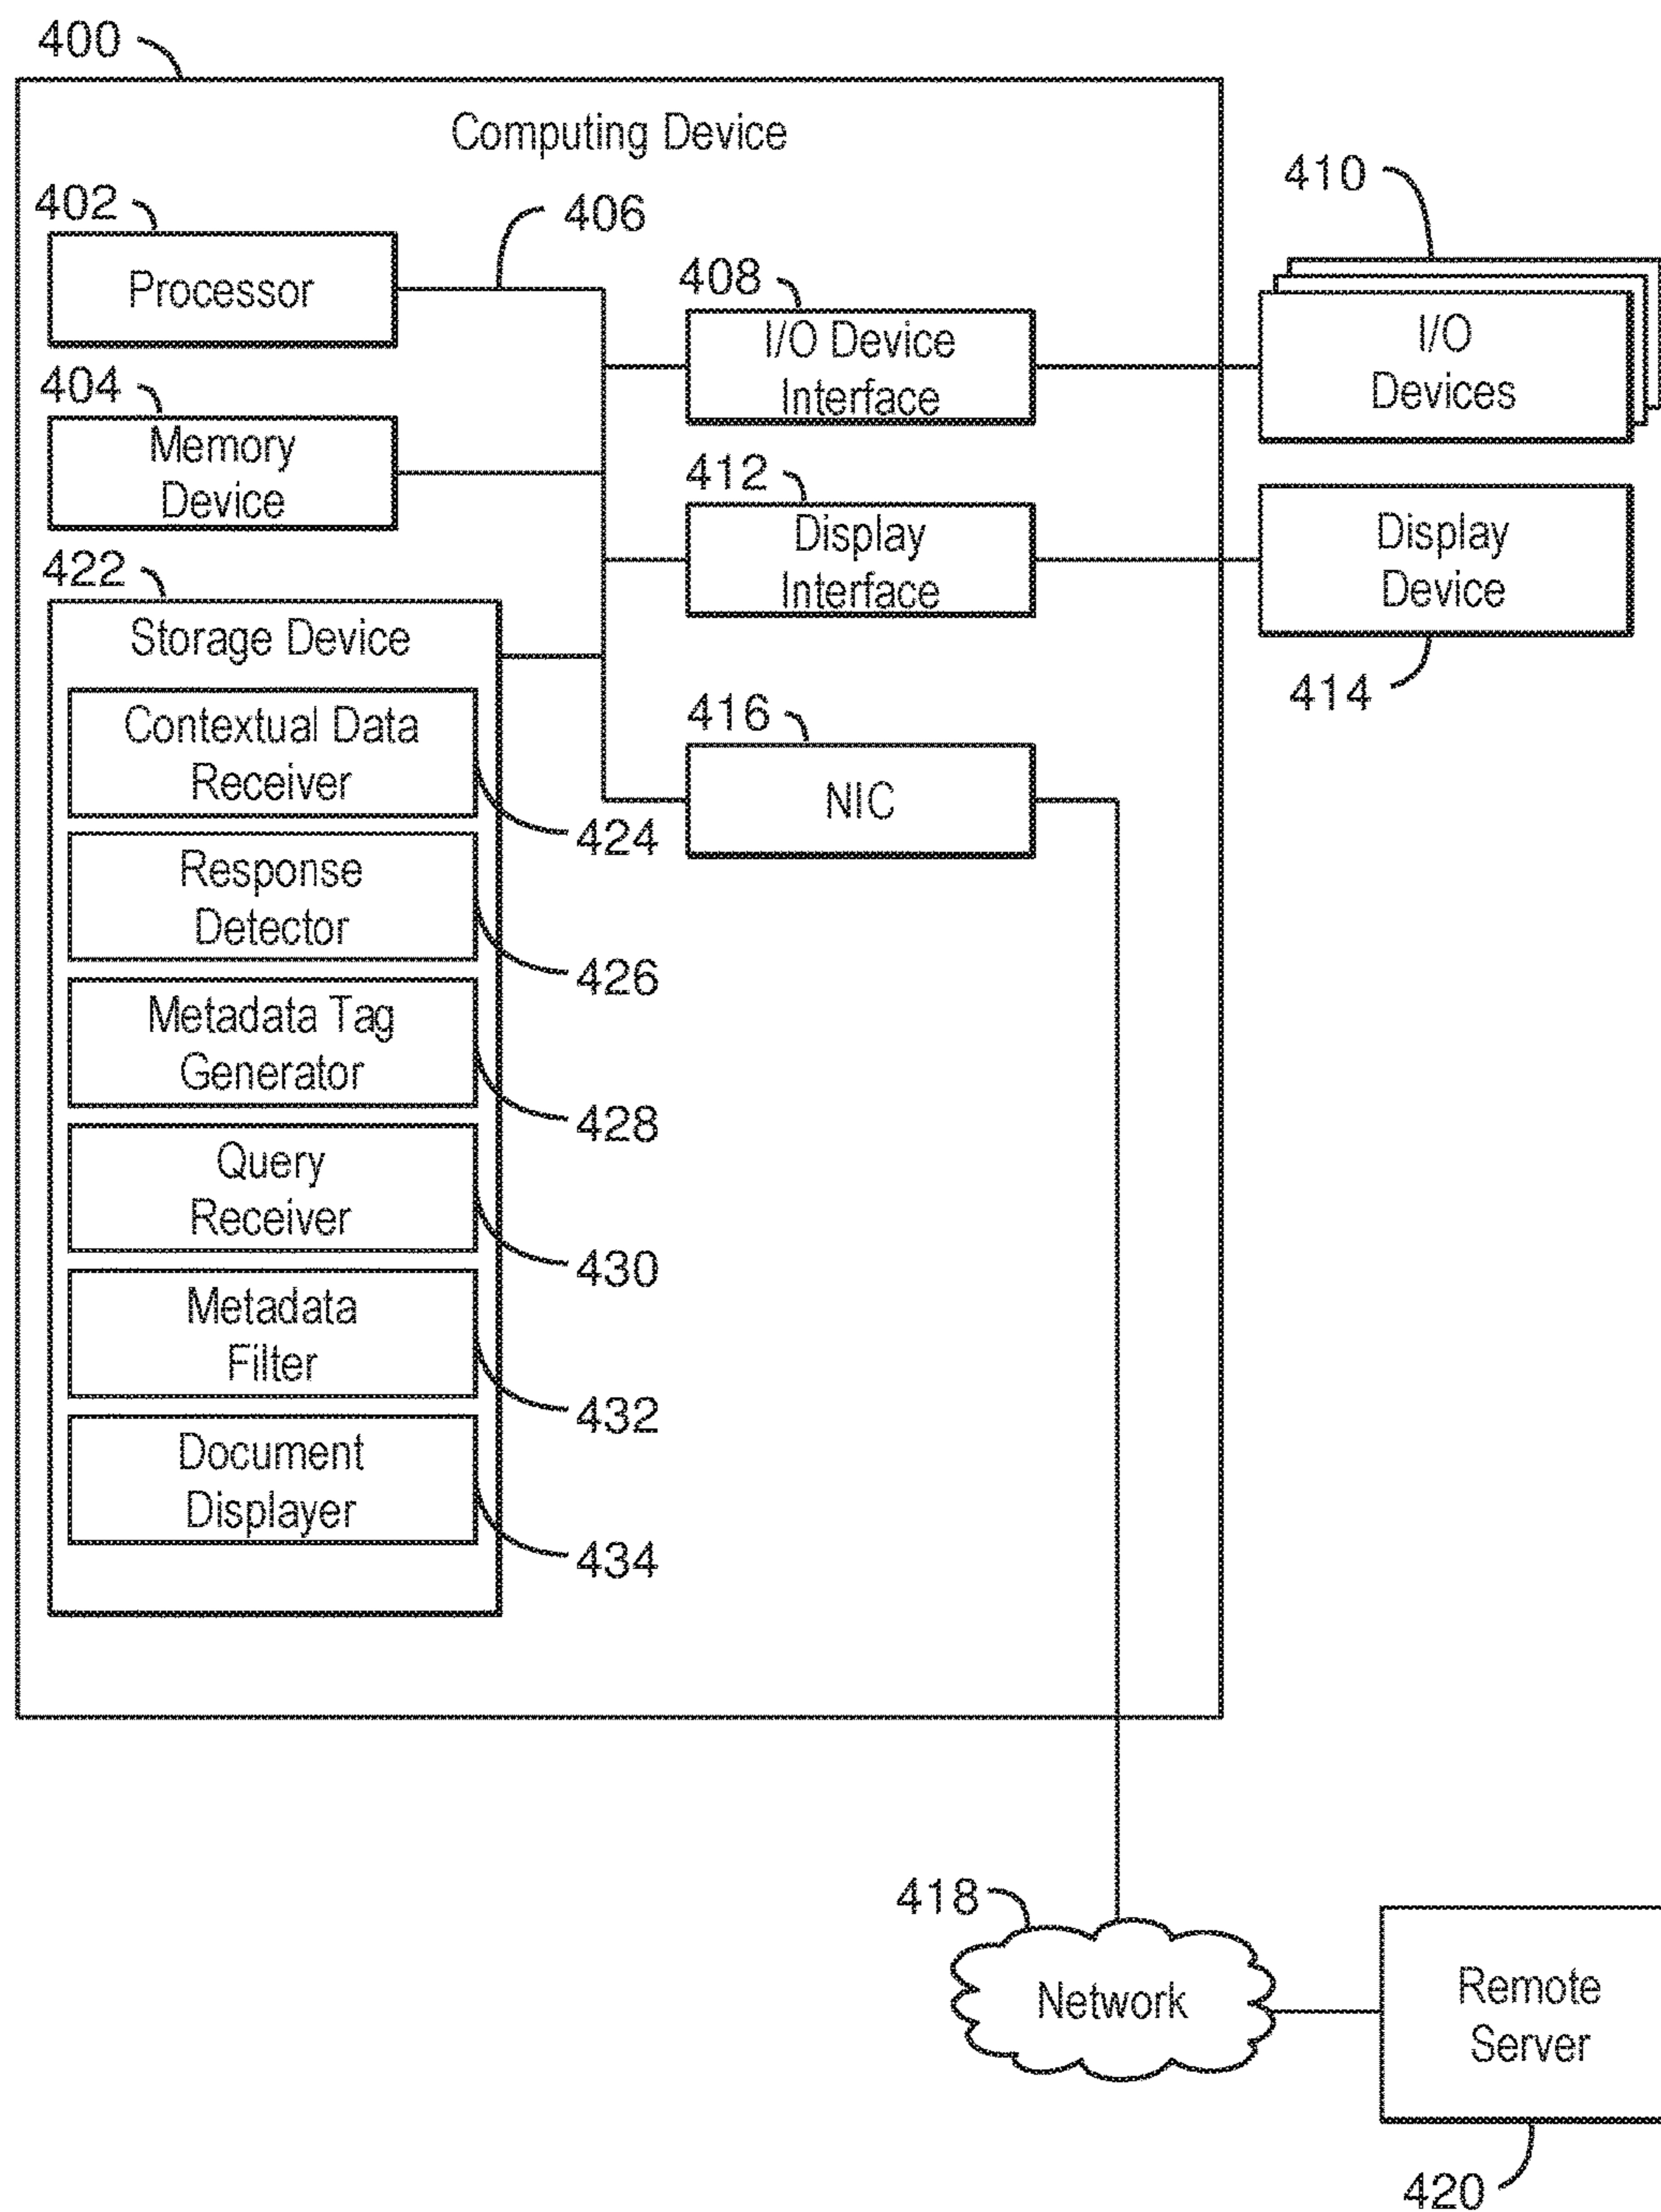 400
Computing Device
402
Processor
406
404
Memory
Device
408
I/O Device
Interface
410
I/O
Devices
412
Display
Interface
Display
Device
414
416
NIC
422
Storage Device
Contextual Data
Receiver
424
Response
Detector
426
Metadata Tag
Generator
428
Query
Receiver
430
Metadata
Filter
432
Document
Displayer
434
418
Network
Remote
Server
420